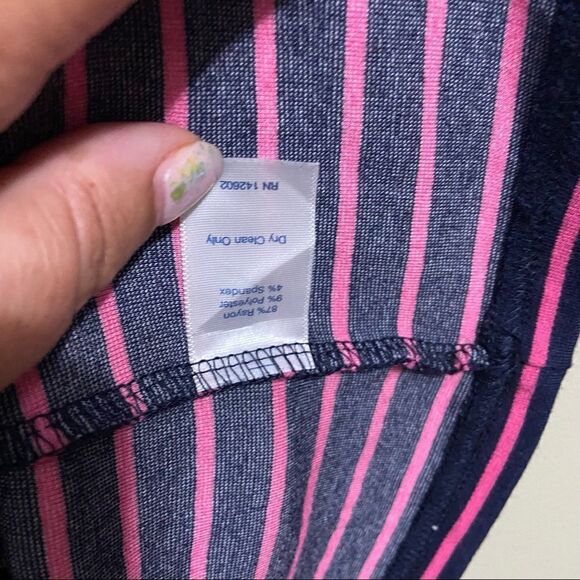 87% Rayon
9% Polyester
4% Spandex
Dry Clean Only
RN 142602